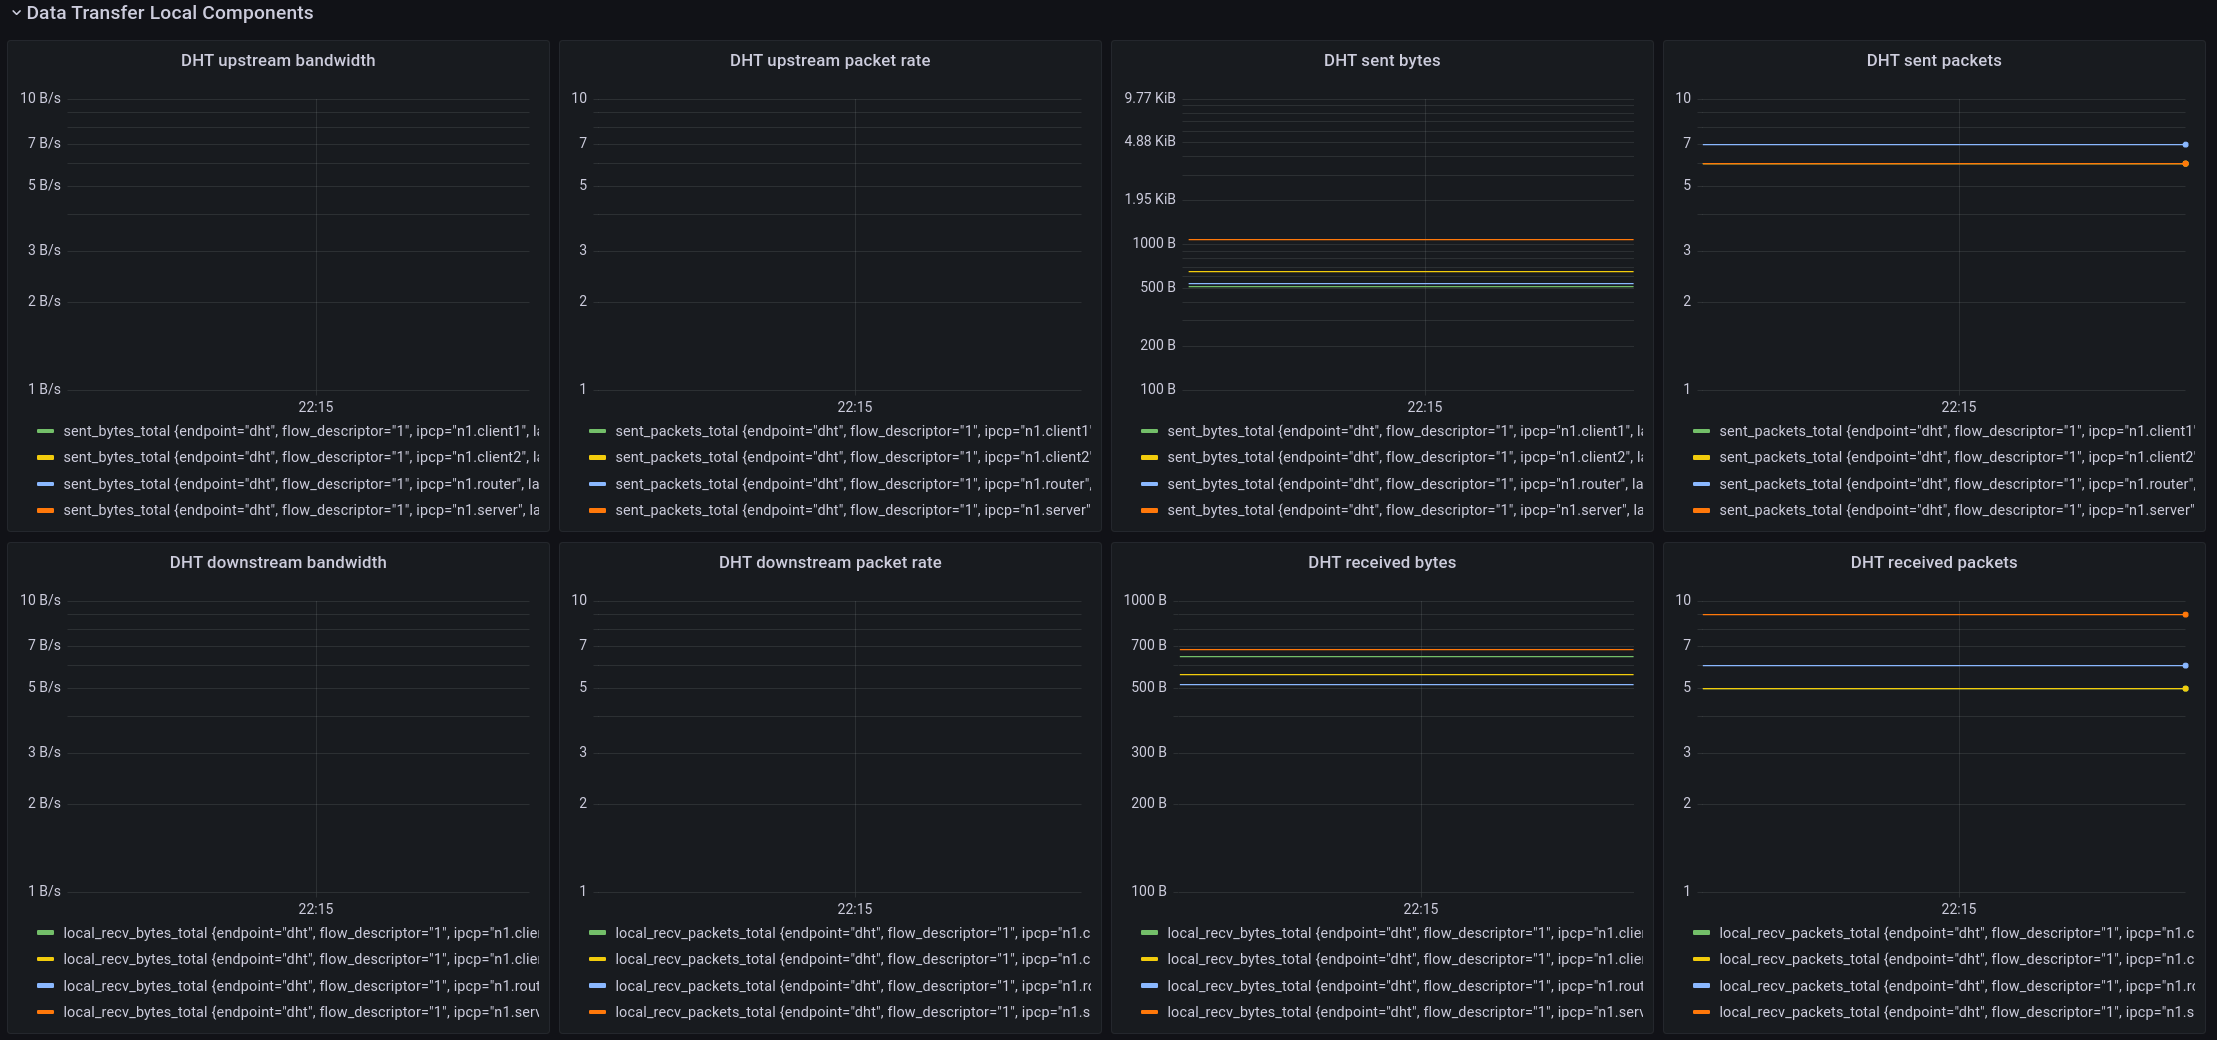 Data Transfer Local Components
DHT upstream bandwidth
10 B/s
7 B/s
5 B/s
3 B/s
2 B/s
1 B/s
22:15
sent_bytes_total {endpoint="dht", flow_descriptor="1", ipcp="n1.client1", la
sent_bytes_total {endpoint="dht", flow_descriptor="1", ipcp="n1.client2", la
sent_bytes_total {endpoint="dht", flow_descriptor="1", ipcp="n1.router", la
sent_bytes_total {endpoint="dht", flow_descriptor="1", ipcp="n1.server", la
DHT upstream packet rate
10
7
5
3
2
1
22:15
sent_packets_total {endpoint="dht", flow_descriptor="1", ipcp="n1.client1"
sent_packets_total {endpoint="dht", flow_descriptor="1", ipcp="n1.client2"
sent_packets_total {endpoint="dht", flow_descriptor="1", ipcp="n1.router",
sent_packets_total {endpoint="dht", flow_descriptor="1", ipcp="n1.server"
DHT sent bytes
9.77 KiB
4.88 KiB
1.95 KiB
1000 B
500 B
200 B
100 B
22:15
sent_bytes_total {endpoint="dht", flow_descriptor="1", ipcp="n1.client1", la
sent_bytes_total {endpoint="dht", flow_descriptor="1", ipcp="n1.client2", la
sent_bytes_total {endpoint="dht", flow_descriptor="1", ipcp="n1.router", la
sent_bytes_total {endpoint="dht", flow_descriptor="1", ipcp="n1.server", la
DHT sent packets
10
7
5
3
2
1
22:15
sent_packets_total {endpoint="dht", flow_descriptor="1", ipcp="n1.client1"
sent_packets_total {endpoint="dht", flow_descriptor="1", ipcp="n1.client2"
sent_packets_total {endpoint="dht", flow_descriptor="1", ipcp="n1.router",
sent_packets_total {endpoint="dht", flow_descriptor="1", ipcp="n1.server"
DHT downstream bandwidth
10 B/s
7 B/s
5 B/s
3 B/s
2 B/s
1 B/s
22:15
local_recv_bytes_total {endpoint="dht", flow_descriptor="1", ipcp="n1.clie
local_recv_bytes_total {endpoint="dht", flow_descriptor="1", ipcp="n1.clie
local_recv_bytes_total {endpoint="dht", flow_descriptor="1", ipcp="n1.rout
local_recv_bytes_total {endpoint="dht", flow_descriptor="1", ipcp="n1.serv
DHT downstream packet rate
10
7
5
3
2
1
22:15
local_recv_packets_total {endpoint="dht", flow_descriptor="1", ipcp="n1.c
local_recv_packets_total {endpoint="dht", flow_descriptor="1", ipcp="n1.c
local_recv_packets_total {endpoint="dht", flow_descriptor="1", ipcp="n1.ro
local_recv_packets_total {endpoint="dht", flow_descriptor="1", ipcp="n1.s
DHT received bytes
1000 B
700 B
500 B
300 B
200 B
100 B
22:15
local_recv_bytes_total {endpoint="dht", flow_descriptor="1", ipcp="n1.clie
local_recv_bytes_total {endpoint="dht", flow_descriptor="1", ipcp="n1.clie
local_recv_bytes_total {endpoint="dht", flow_descriptor="1", ipcp="n1.rout
local_recv_bytes_total {endpoint="dht", flow_descriptor="1", ipcp="n1.serv
DHT received packets
10
7
5
3
2
1
22:15
local_recv_packets_total {endpoint="dht", flow_descriptor="1", ipcp="n1.c
local_recv_packets_total {endpoint="dht", flow_descriptor="1", ipcp="n1.c
local_recv_packets_total {endpoint="dht", flow_descriptor="1", ipcp="n1.ro
local_recv_packets_total {endpoint="dht", flow_descriptor="1", ipcp="n1.s